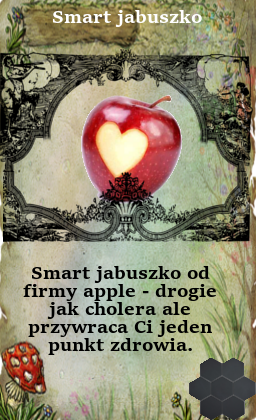 Smart jabuszko
Smart jabuszko od
firmy apple - drogie
jak cholera ale
przywraca Ci jeden
punkt zdrowia.